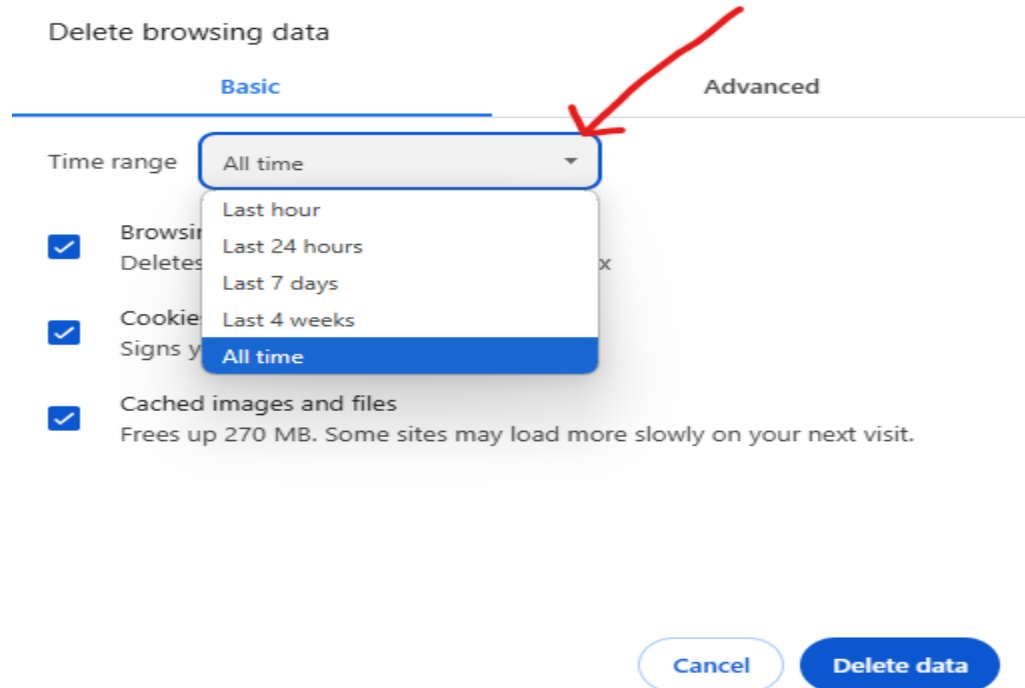 Delete browsing data
Basic
Advanced
Time range
All time
Last hour
Last 24 hours
Last 7 days
Last 4 weeks
All time
Deletes
x
Signs y
Cached images and files
Frees up 270 MB. Some sites may load more slowly on your next visit.
Cancel
Delete data